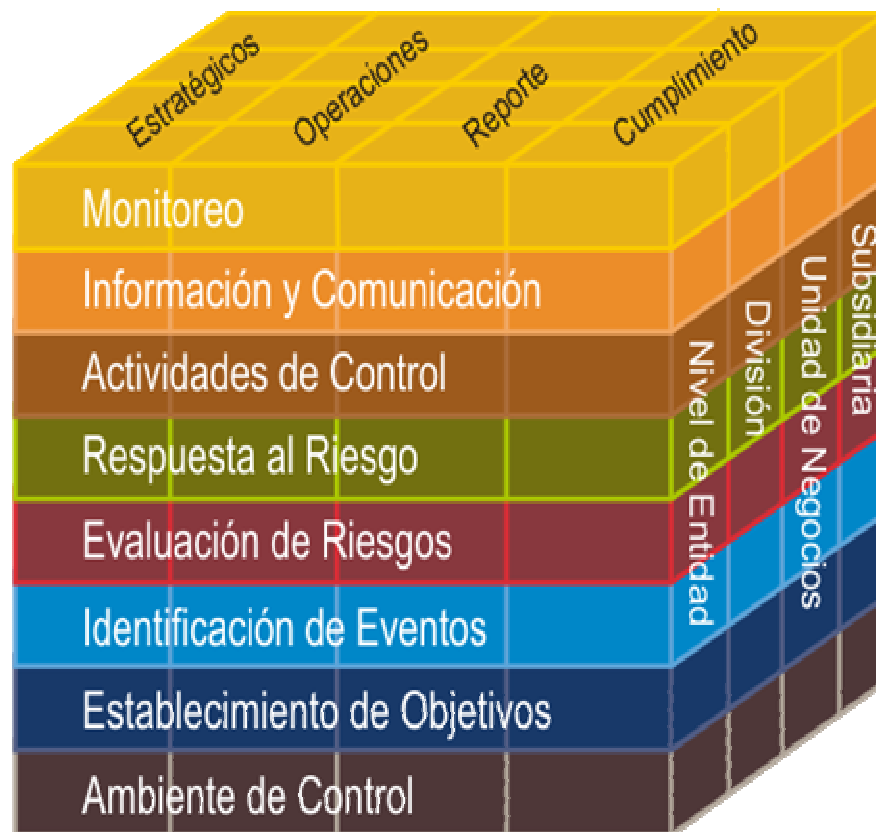 Estratégicos
Operaciones
Reporte
Cumplimiento
Monitoreo
Información y Comunicación
Actividades de Control
Respuesta al Riesgo
Evaluación de Riesgos
Identificación de Eventos
Establecimiento de Objetivos
Ambiente de Control
Nivel de Entidad
División
Unidad de Negocios
Subsidiaria